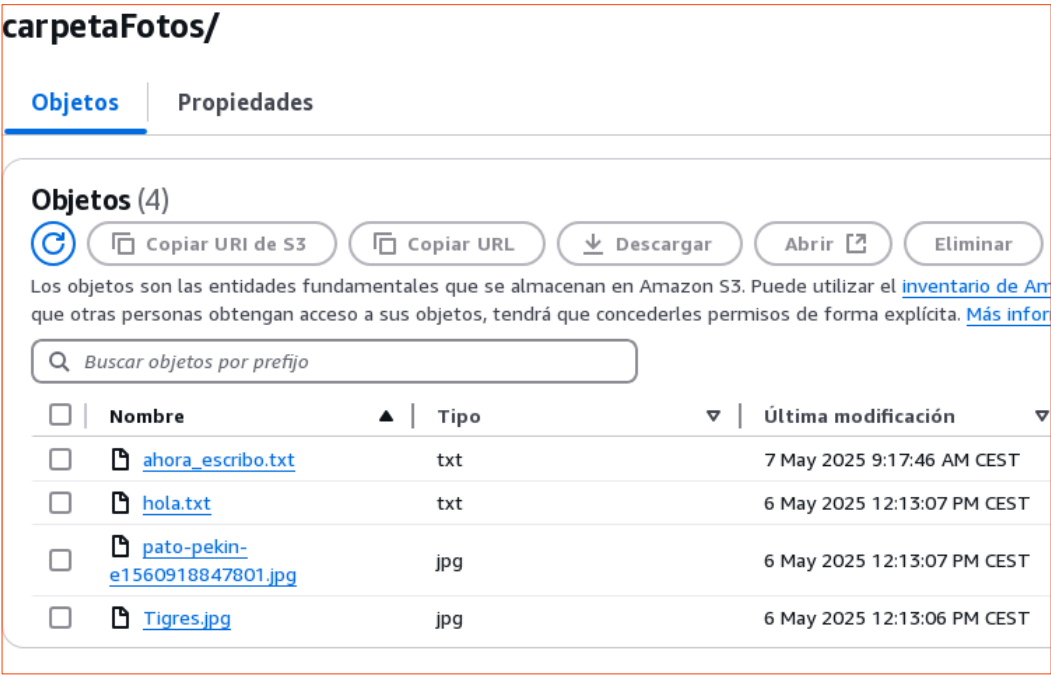 carpetaFotos/
Objetos Propiedades
Objetos (4)
Copiar URI de S3 Copiar URL Descargar Abrir Eliminar
Los objetos son las entidades fundamentales que se almacenan en Amazon S3. Puede utilizar el inventario de Am
que otras personas obtengan acceso a sus objetos, tendrá que concederles permisos de forma explícita. Más infor
Buscar objetos por prefijo
Nombre Tipo Última modificación
ahora_escribo.txt txt 7 May 2025 9:17:46 AM CEST
hola.txt txt 6 May 2025 12:13:07 PM CEST
pato-pekin-
e1560918847801.jpg jpg 6 May 2025 12:13:07 PM CEST
Tigres.jpg jpg 6 May 2025 12:13:06 PM CEST